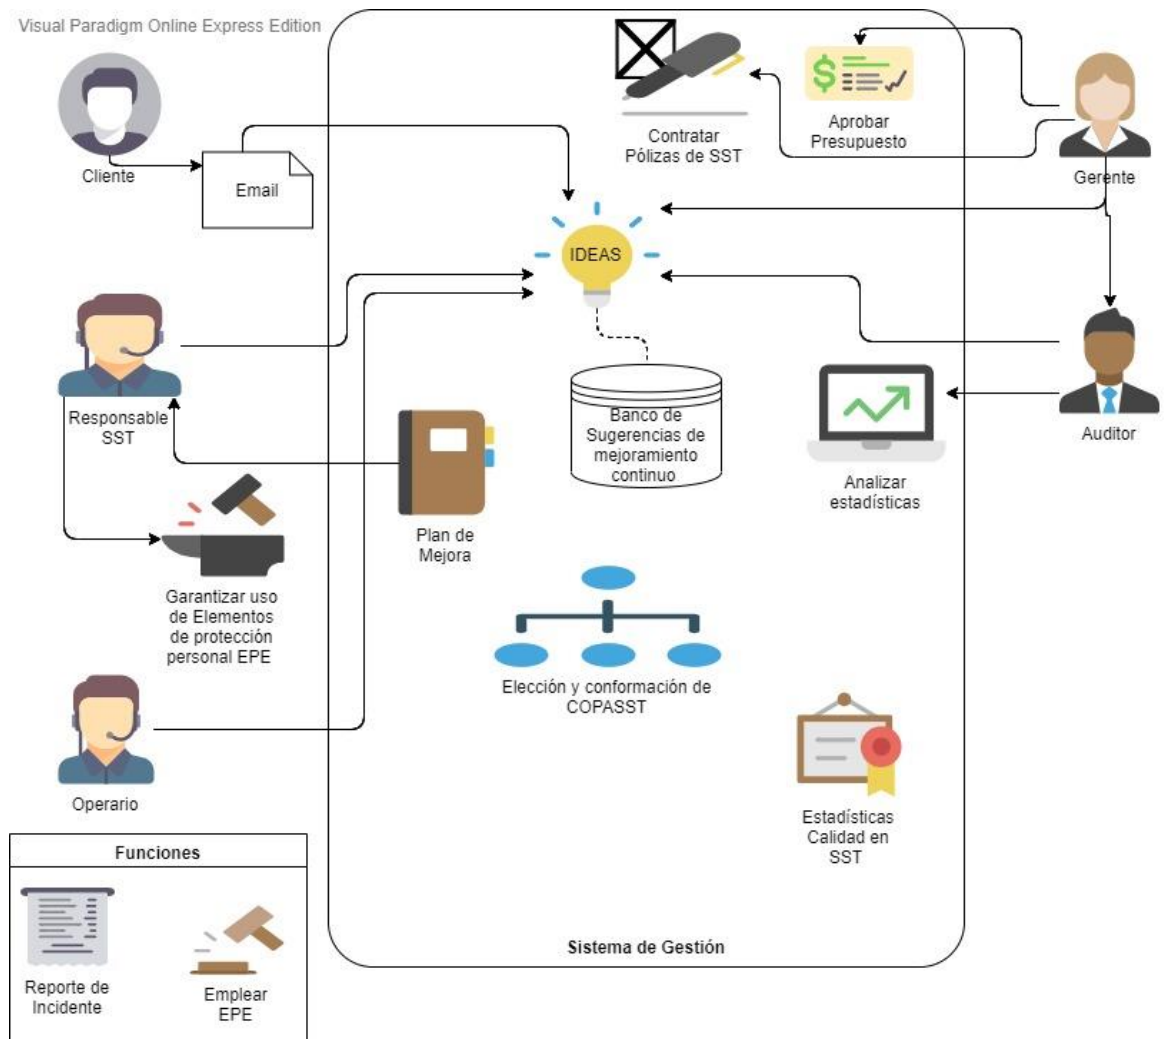 Visual Paradigm Online Express Edition
Cliente
Email
Contratar
Pólizas de SST
Aprobar
Presupuesto
Gerente
IDEAS
Responsable
SST
Banco de
Sugerencias de
mejoramiento
continuo
Analizar
estadísticas
Auditor
Plan de
Mejora
Garantizar uso
de Elementos
de protección
personal EPE
Elección y conformación de
COPASST
Operario
Estadísticas
Calidad en
SST
Funciones
Reporte de
Incidente
Emplear
EPE
Sistema de Gestión